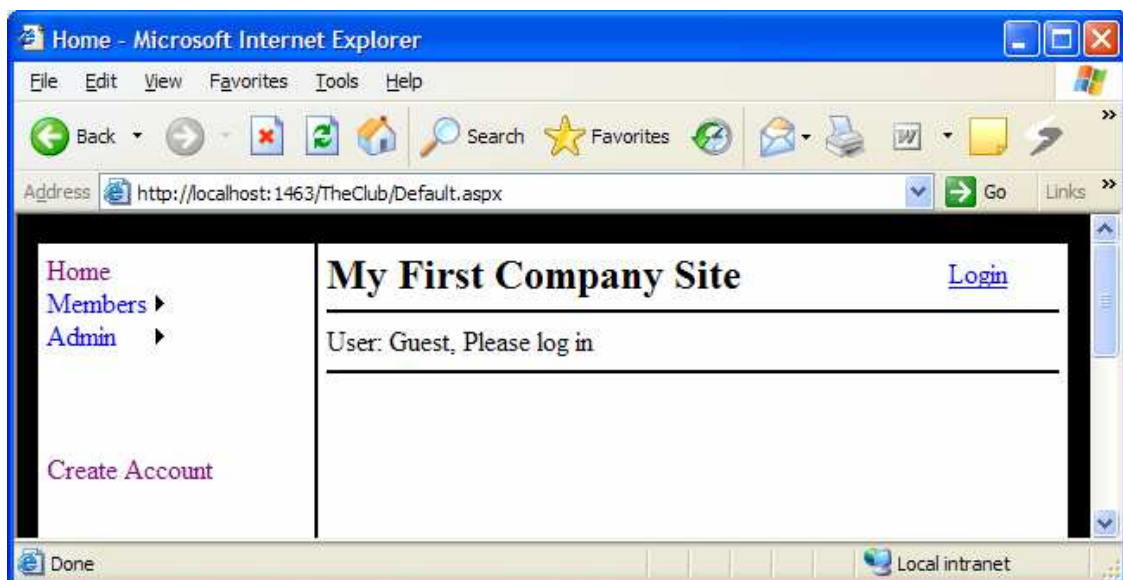 Home - Microsoft Internet Explorer
File Edit View Favorites Tools Help
Back Search Favorites W
Address http://localhost:1463/TheClub/Default.aspx Go Links
Home
Members
Admin
Create Account
My First Company Site Login
User: Guest, Please log in
Done Local intranet